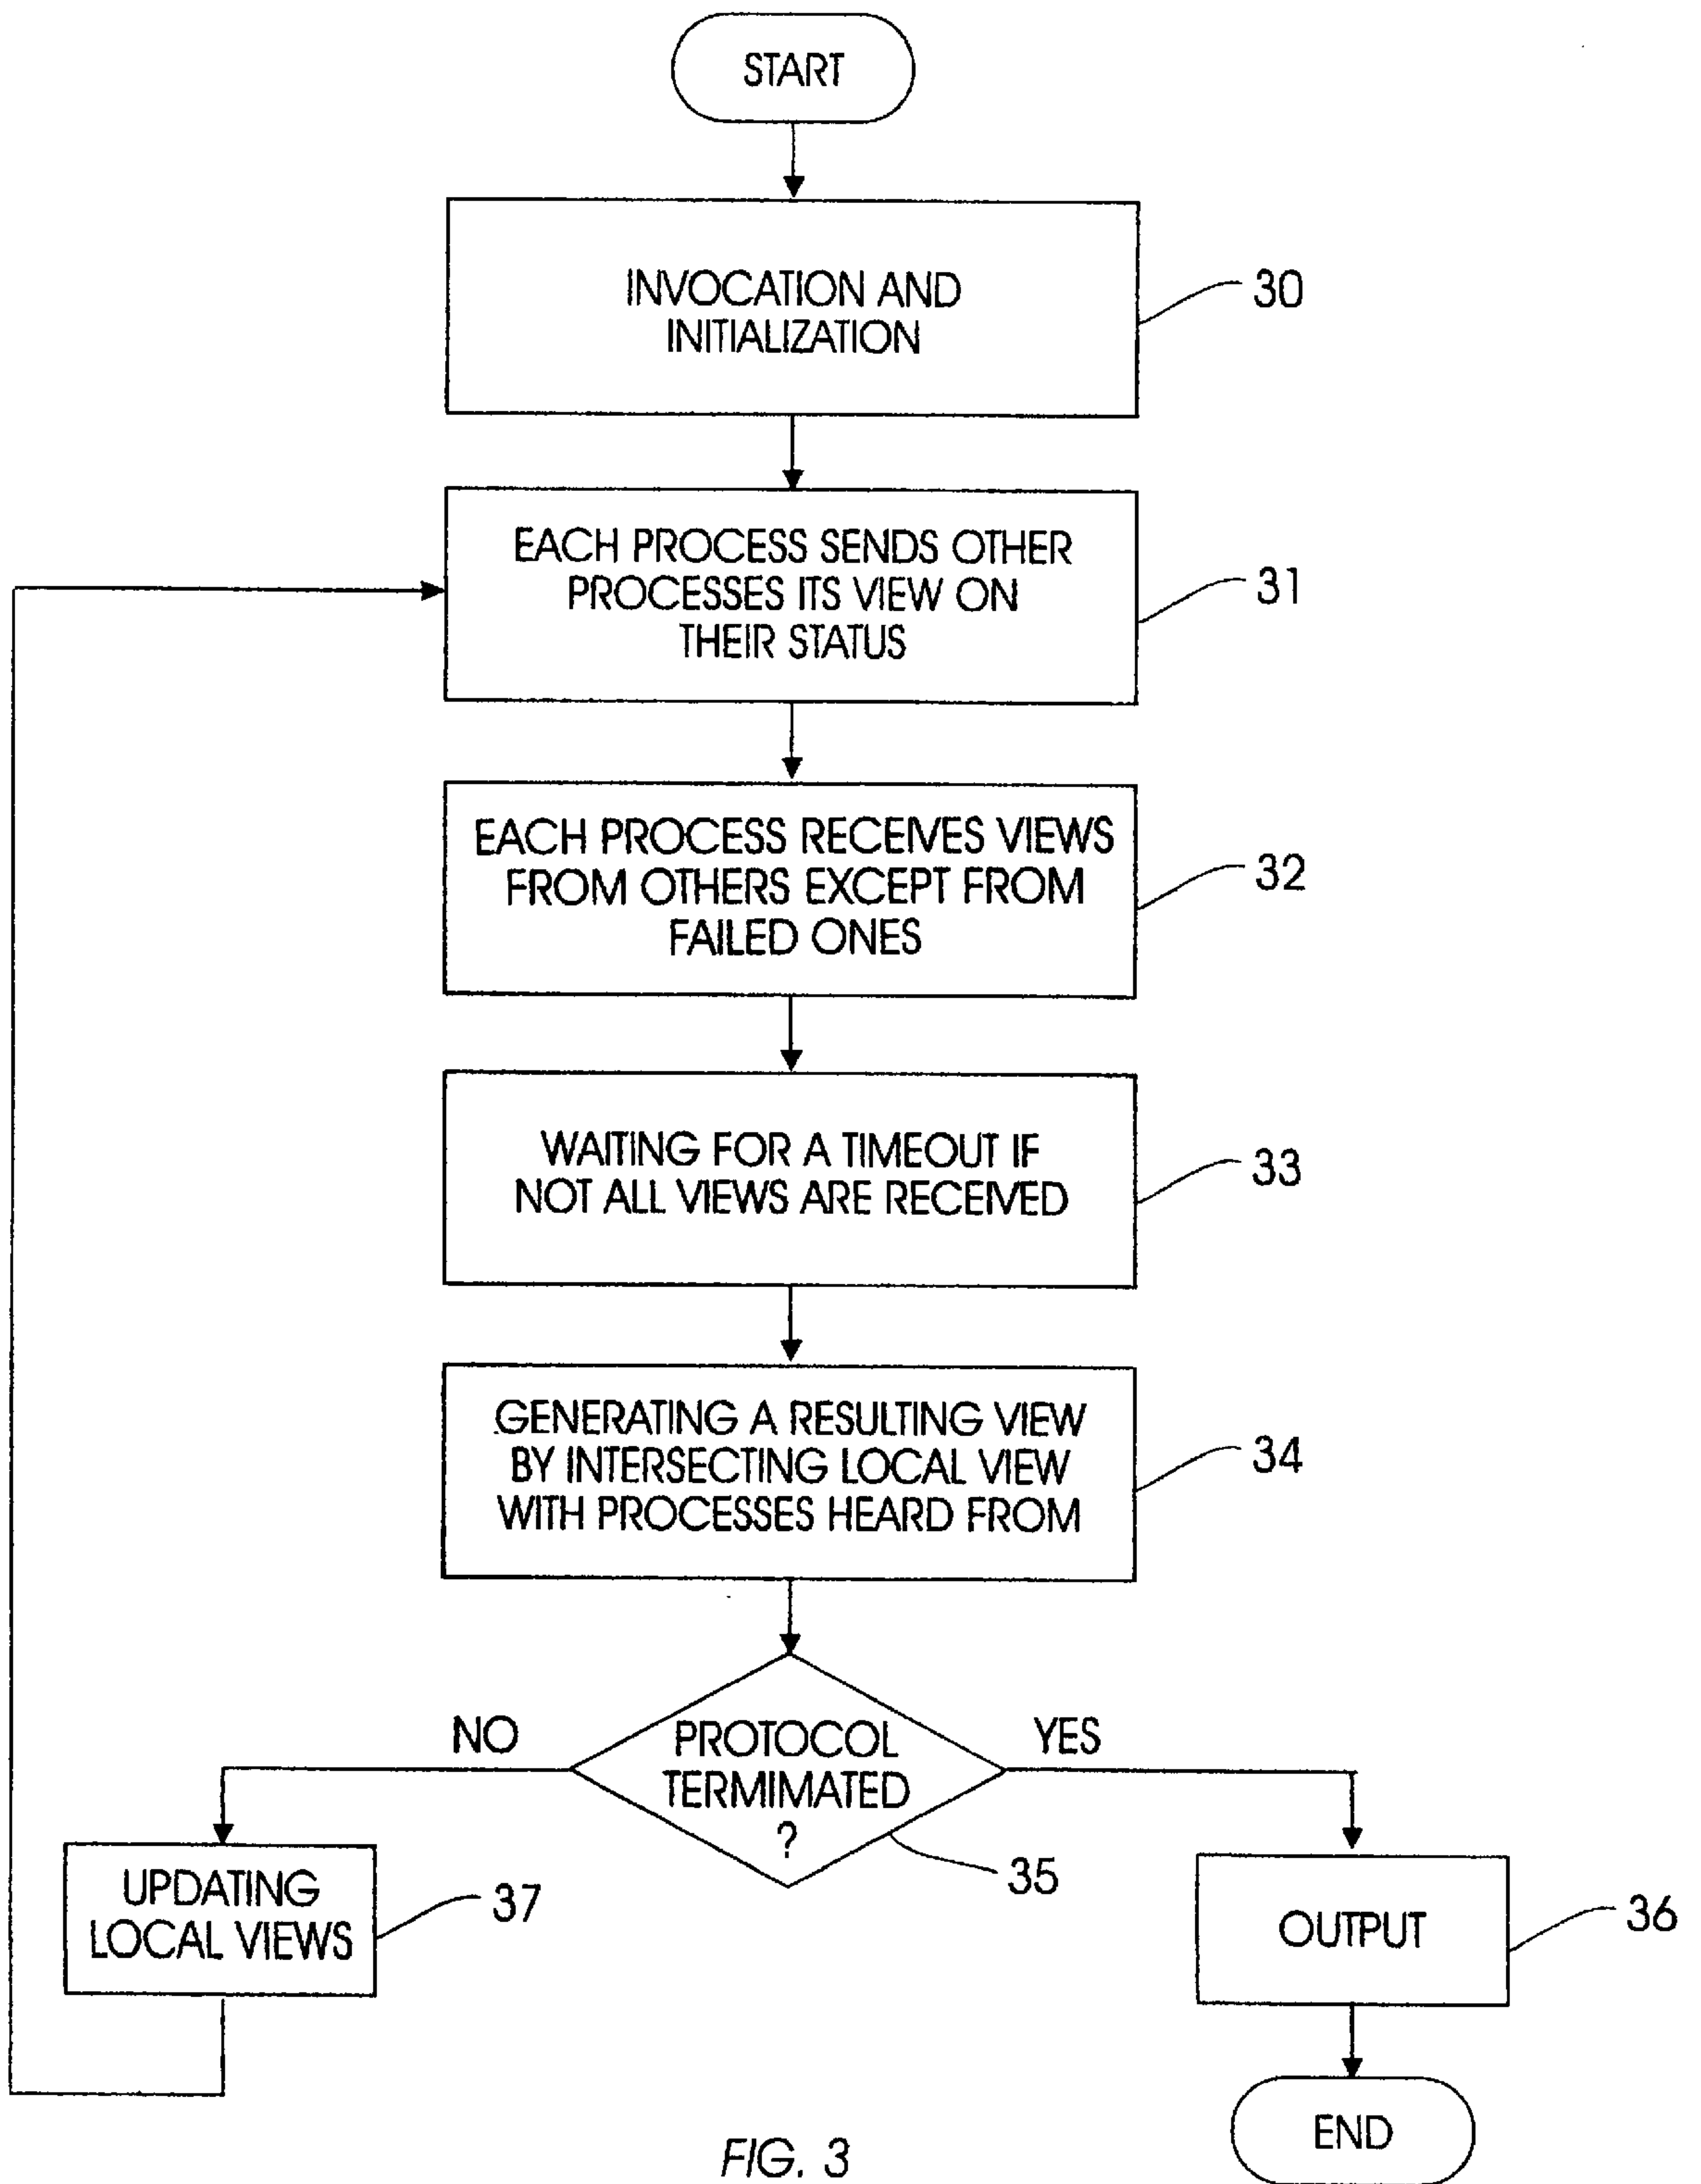 START
INVOCATION AND
INITIALIZATION
30
EACH PROCESS SENDS OTHER
PROCESSES ITS VIEW ON
THEIR STATUS
31
EACH PROCESS RECEIVES VIEWS
FROM OTHERS EXCEPT FROM
FAILED ONES
32
WAITING FOR A TIMEOUT IF
NOT ALL VIEWS ARE RECEIVED
33
GENERATING A RESULTING VIEW
BY INTERSECTING LOCAL VIEW
WITH PROCESSES HEARD FROM
34
NO
PROTOCOL
TERMIMATED
?
YES
35
UPDATING
LOCAL VIEWS
37
OUTPUT
36
END
FIG. 3